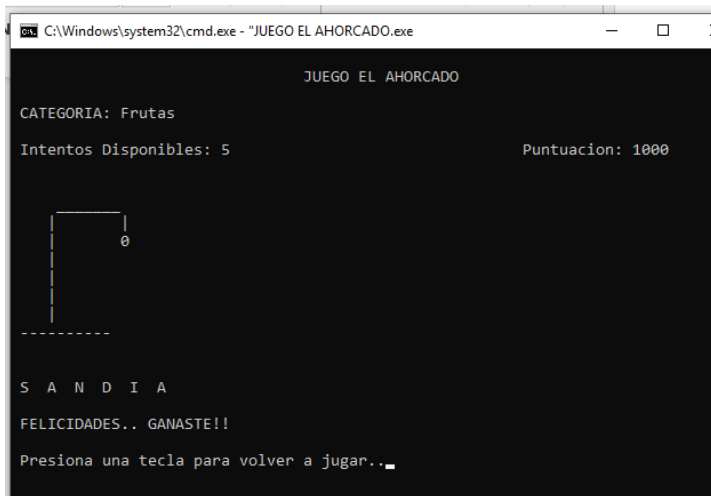 C:\Windows\system32\cmd.exe - "JUEGO EL AHORCADO.exe
JUEGO EL AHORCADO
CATEGORIA: Frutas
Intentos Disponibles: 5 Puntuacion: 1000
0
S A N D I A
FELICIDADES.. GANASTE!!
Presiona una tecla para volver a jugar..